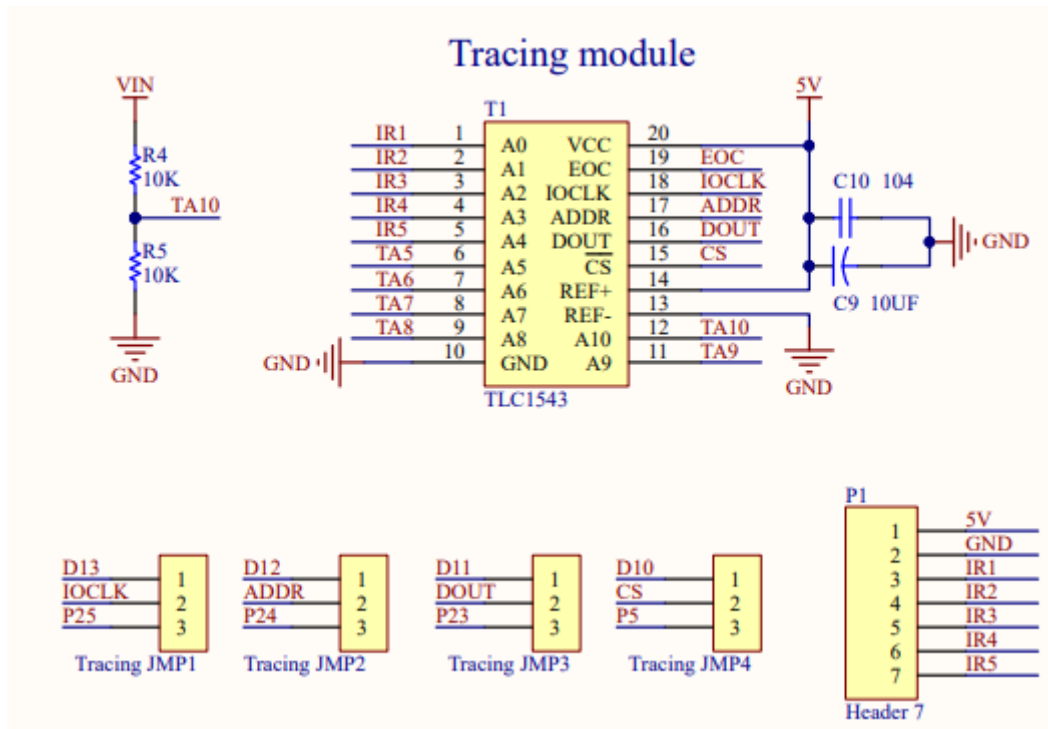 Tracing module
VIN
R4
10K
TA10
R5
10K
GND
T1
IR1 1 A0 VCC 20
IR2 2 A1 EOC 19 EOC
IR3 3 A2 IOCLK 18 IOCLK
IR4 4 A3 ADDR 17 ADDR
IR5 5 A4 DOUT 16 DOUT
TA5 6 A5 CS 15 CS
TA6 7 A6 REF+ 14
TA7 8 A7 REF- 13
TA8 9 A8 A10 12 TA10
GND 10 GND A9 11 TA9
TLC1543
5V
C10 104
GND
C9 10UF
GND
D13 1
IOCLK 2
P25 3
Tracing JMP1
D12 1
ADDR 2
P24 3
Tracing JMP2
D11 1
DOUT 2
P23 3
Tracing JMP3
D10 1
CS 2
P5 3
Tracing JMP4
P1
1 5V
2 GND
3 IR1
4 IR2
5 IR3
6 IR4
7 IR5
Header 7